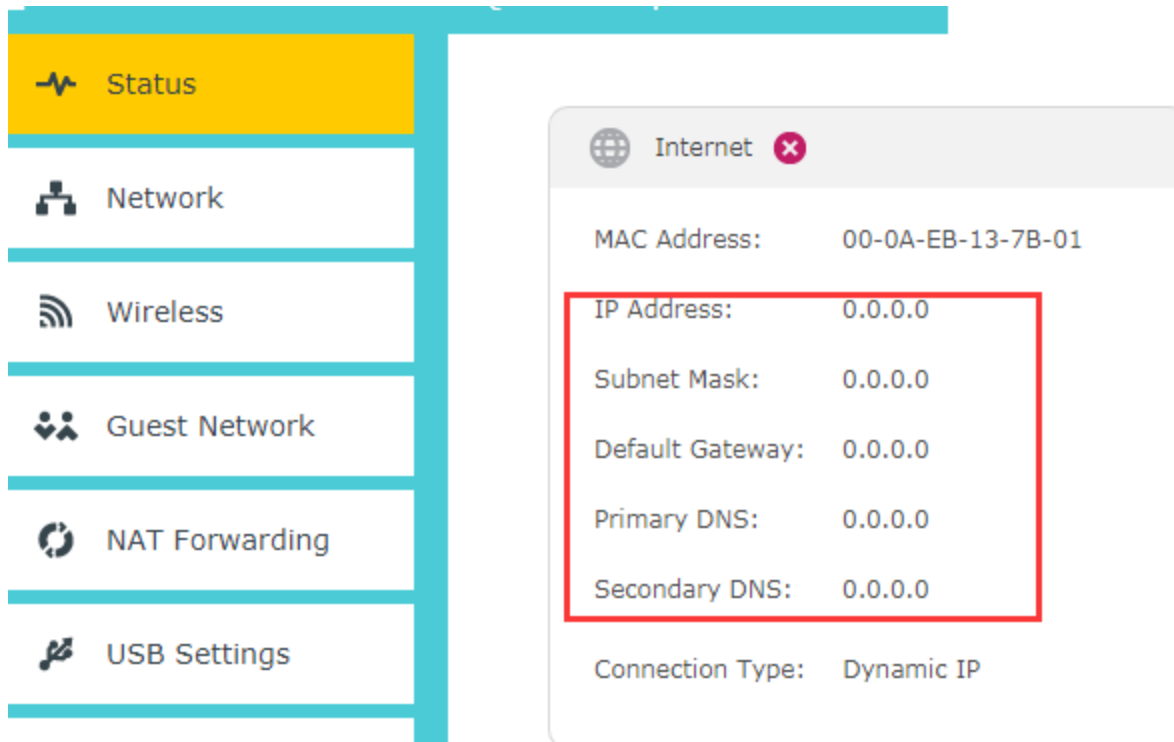 Status
Network
Wireless
Guest Network
NAT Forwarding
USB Settings
Internet
MAC Address: 00-0A-EB-13-7B-01
IP Address: 0.0.0.0
Subnet Mask: 0.0.0.0
Default Gateway: 0.0.0.0
Primary DNS: 0.0.0.0
Secondary DNS: 0.0.0.0
Connection Type: Dynamic IP